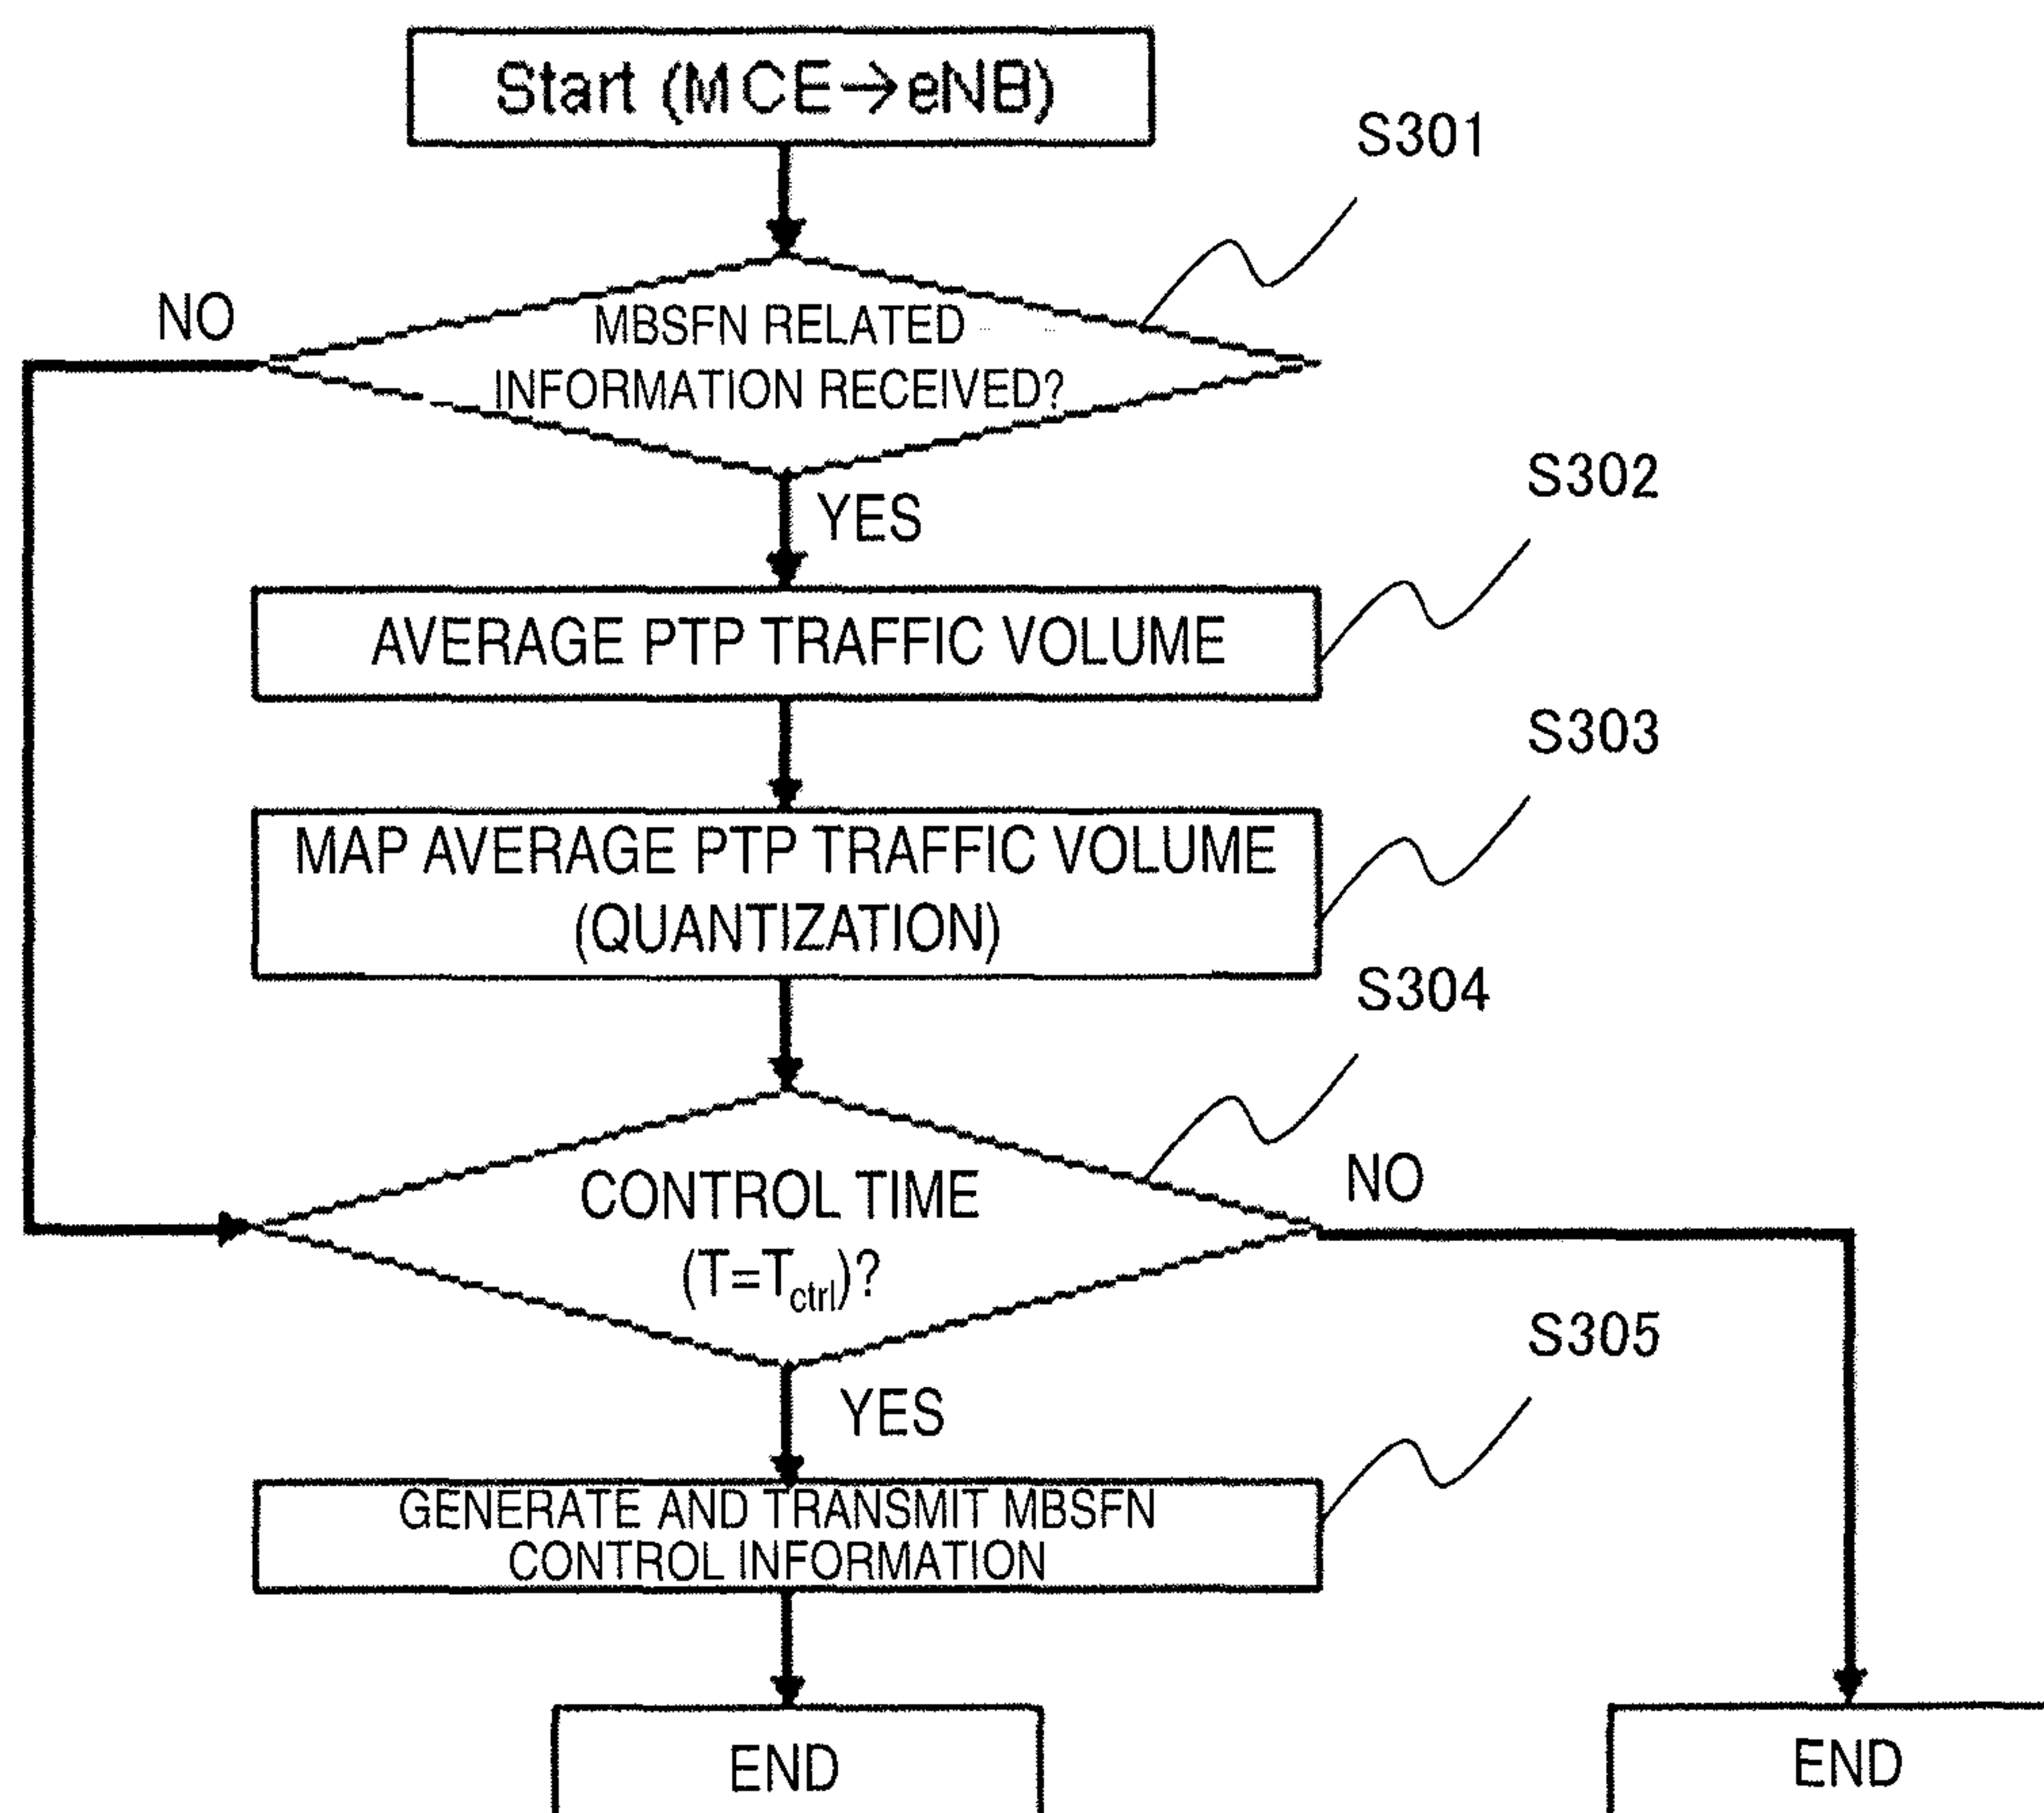 Start (MCE→eNB)
S301
NO
MBSFN RELATED
INFORMATION RECEIVED?
YES
S302
AVERAGE PTP TRAFFIC VOLUME
S303
MAP AVERAGE PTP TRAFFIC VOLUME
(QUANTIZATION)
S304
NO
CONTROL TIME
(T=Tctrl)?
YES
S305
GENERATE AND TRANSMIT MBSFN
CONTROL INFORMATION
END
END